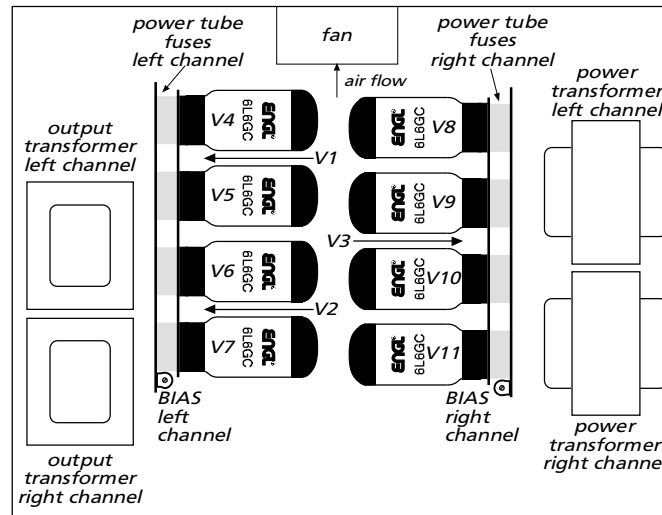 power tube
fuses
left channel
fan
air flow
power tube
fuses
right channel
power
transformer
left channel
output
transformer
left channel
V4
6L6GC
ENGL
V8
6L6GC
ENGL
V1
V5
6L6GC
ENGL
V9
6L6GC
ENGL
V3
V6
6L6GC
ENGL
V10
6L6GC
ENGL
V2
V7
6L6GC
ENGL
V11
6L6GC
ENGL
BIAS
left
channel
BIAS
right
channel
output
transformer
right channel
power
transformer
right channel